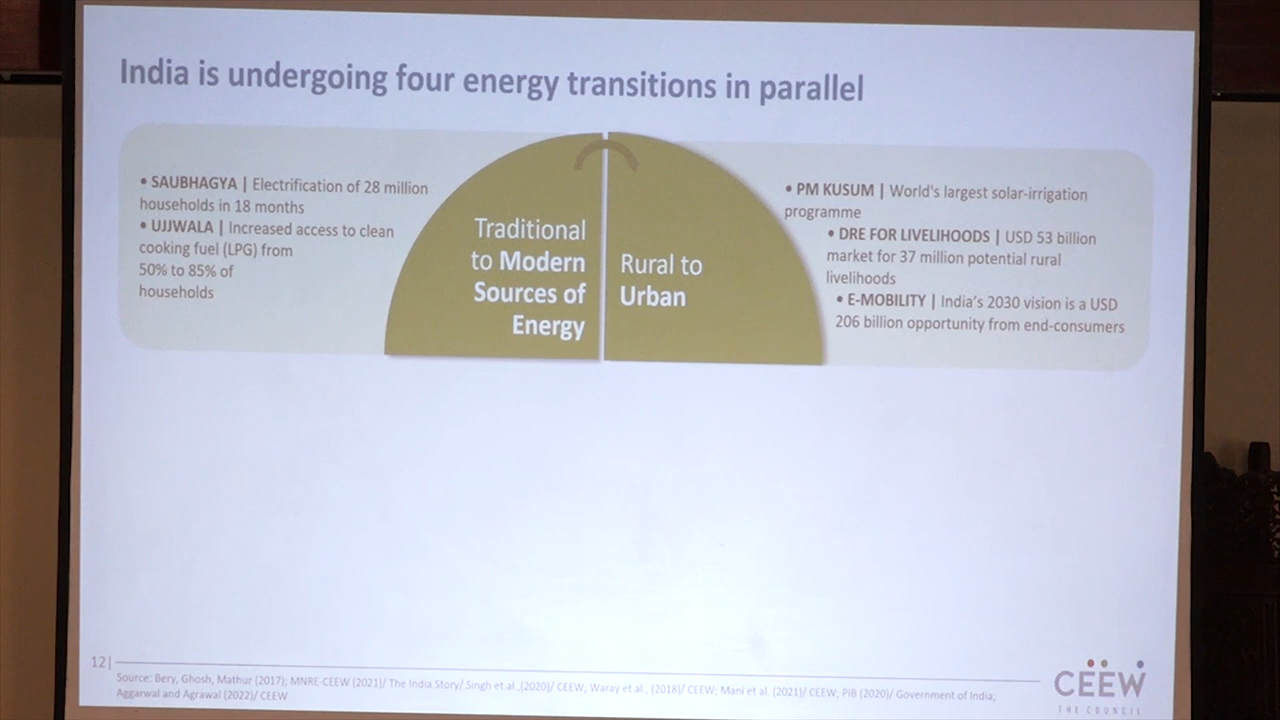 India is undergoing four energy transitions in parallel
• SAUBHAGYA | Electrification of 28 million
households in 18 months
• UJJWALA | Increased access to clean
cooking fuel (LPG) from
50% to 85% of
households
Traditional
to Modern
Sources of
Energy
Rural to
Urban
• PM KUSUM | World's largest solar-irrigation
programme
• DRE FOR LIVELIHOODS | USD 53 billion
market for 37 million potential rural
livelihoods
• E-MOBILITY | India's 2030 vision is a USD
206 billion opportunity from end-consumers
12|
Source: Bery, Ghosh, Mathur (2017); MNRE-CEEW (2021)/ The India Story/ Singh et al.,(2020)/ CEEW; Waray et al., (2018)/ CEEW; Mani et al. (2021)/ CEEW; PIB (2020)/ Government of India,
Aggarwal and Agrawal (2022)/ CEEW
CEEW
THE COUNCIL